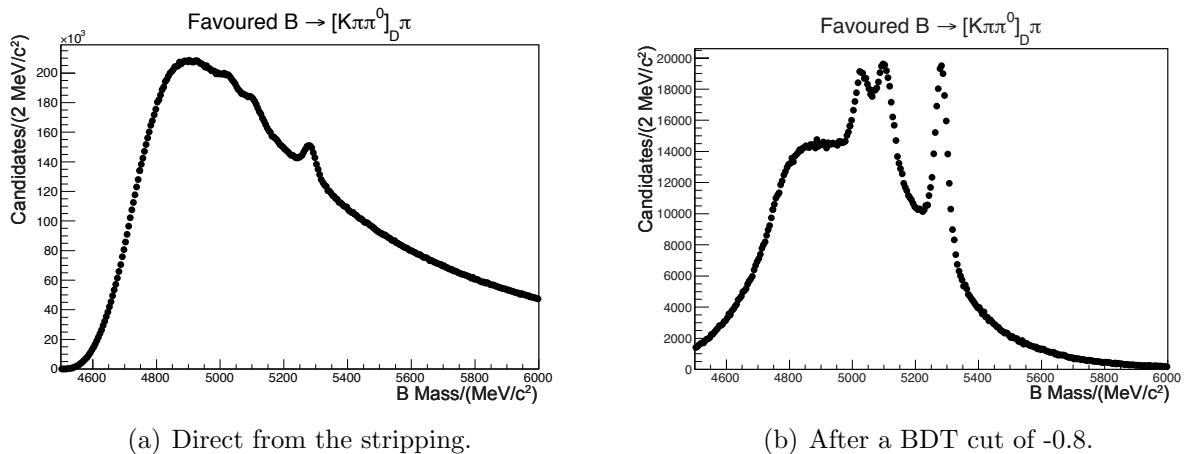 Favoured B → [Kππ⁰]_D π
×10³
Candidates/(2 MeV/c²)
200
180
160
140
120
100
80
60
40
20
0
4600 4800 5000 5200 5400 5600 5800 6000
B Mass/(MeV/c²)
(a) Direct from the stripping.
Favoured B → [Kππ⁰]_D π
Candidates/(2 MeV/c²)
20000
18000
16000
14000
12000
10000
8000
6000
4000
2000
0
4600 4800 5000 5200 5400 5600 5800 6000
B Mass/(MeV/c²)
(b) After a BDT cut of -0.8.